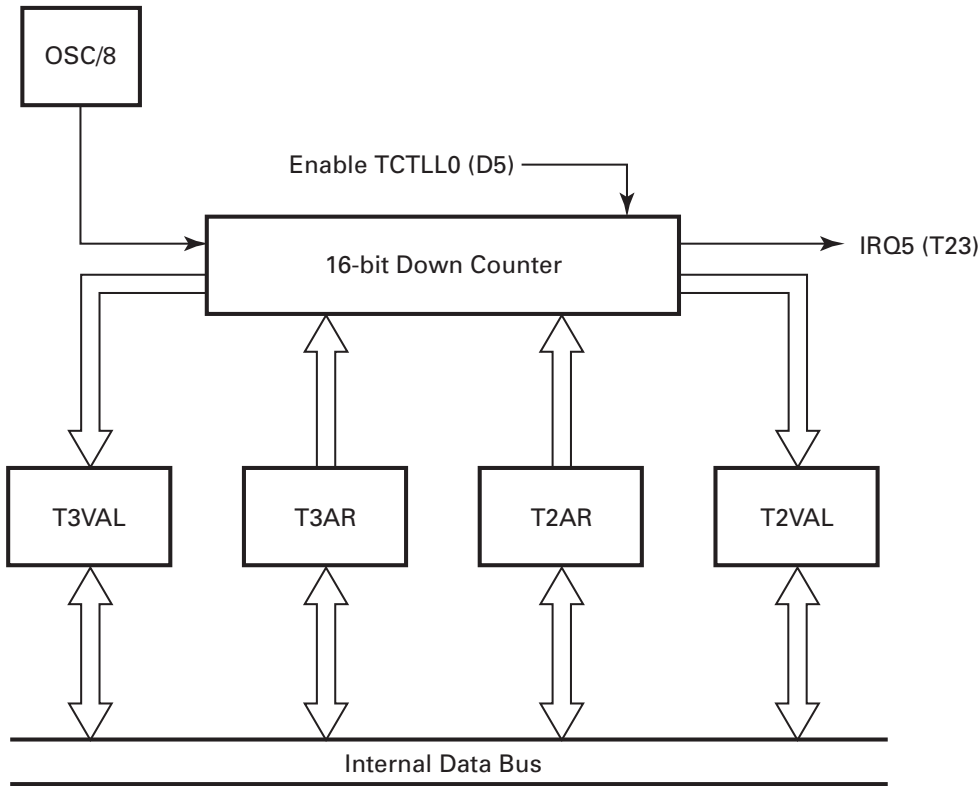 OSC/8
Enable TCTLL0 (D5)
16-bit Down Counter
IRQ5 (T23)
T3VAL
T3AR
T2AR
T2VAL
Internal Data Bus